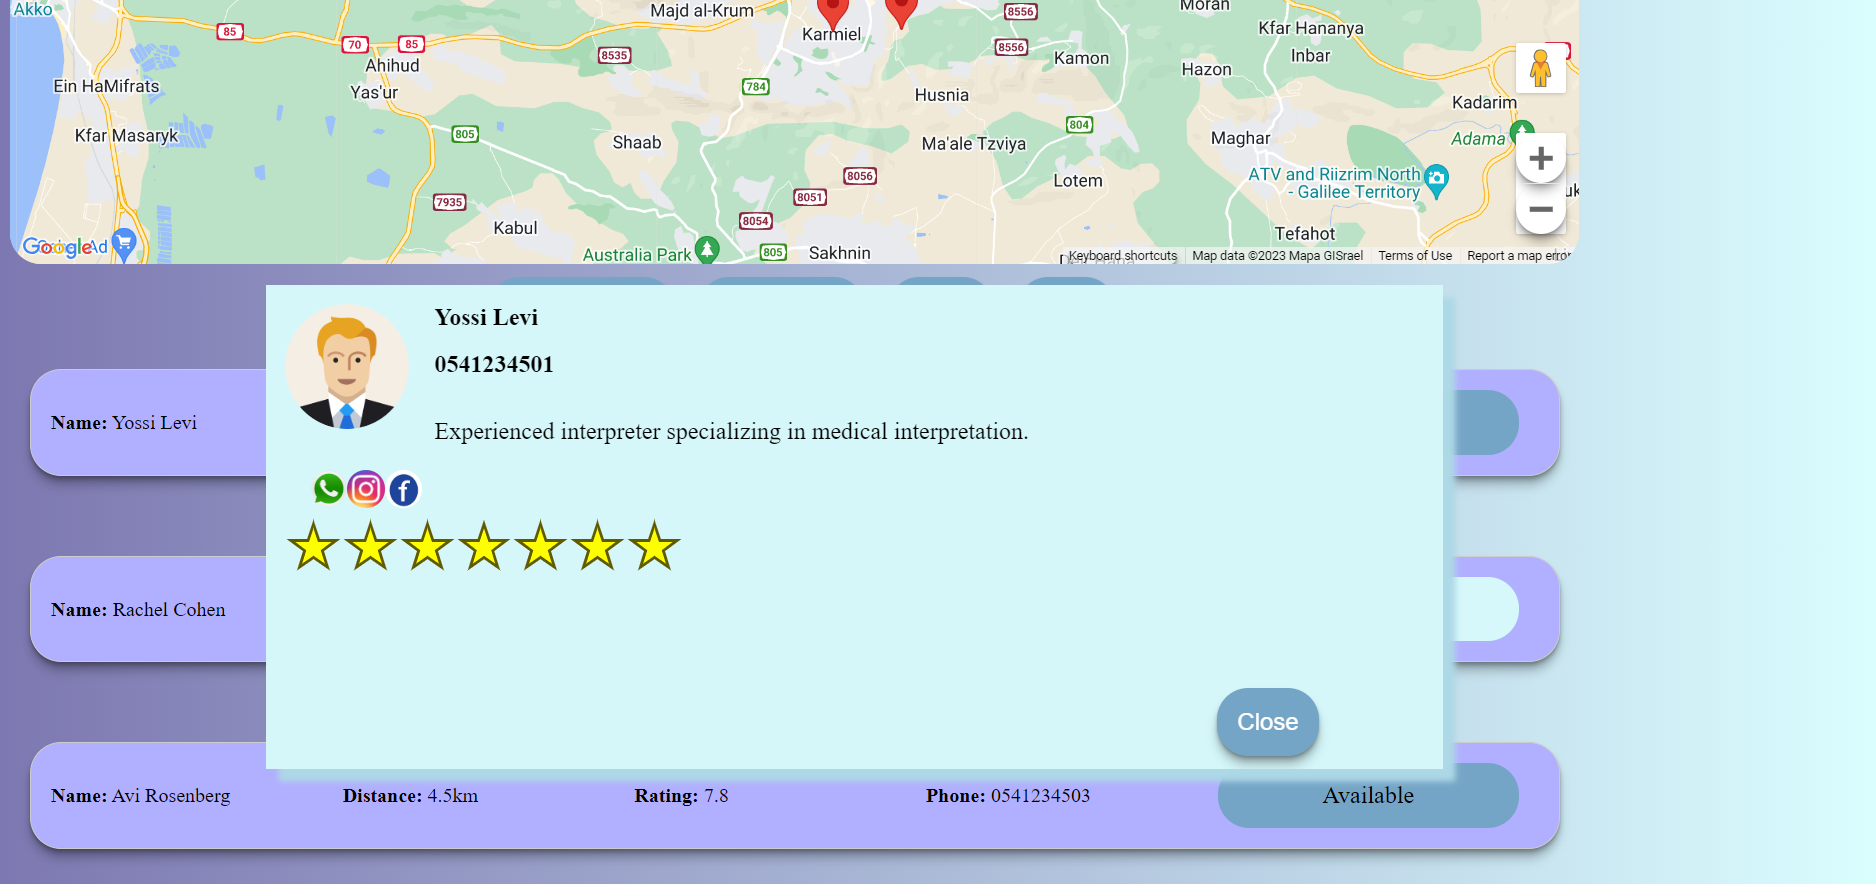 Akko
Majd al-Krum
8556
Moran
85
70
85
Karmiel
Kfar Hananya
8535
8556
Inbar
Ahihud
Kamon
Hazon
Ein HaMifrats
Yas'ur
784
Husnia
Kadarim
Kfar Masaryk
805
Shaab
804
Ma'ale Tzviya
Maghar
Adama
8056
Lotem
ATV and Riizrim North
- Galilee Territory
7935
8051
8054
Kabul
Tefahot
Google
Australia Park
805
Sakhnin
Keyboard shortcuts
Map data ©2023 Mapa GISrael
Terms of Use
Report a map error
Yossi Levi
0541234501
Experienced interpreter specializing in medical interpretation.
Close
Name: Yossi Levi
Name: Rachel Cohen
Name: Avi Rosenberg Distance: 4.5km Rating: 7.8 Phone: 0541234503 Available